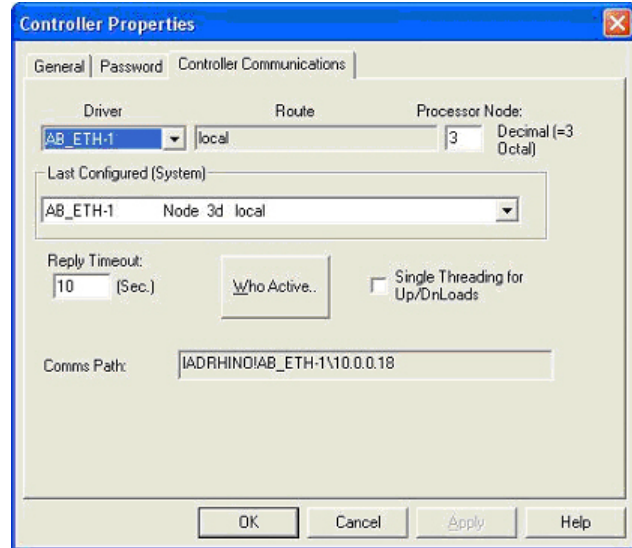 Controller Properties
General Password Controller Communications
Driver Route Processor Node:
AB_ETH-1 local 3 Decimal (=3
Octal)
Last Configured (System)
AB_ETH-1 Node 3d local
Reply Timeout:
10 (Sec.)
Who Active..
Single Threading for
Up/DnLoads
Comms Path: IADRHINO!AB_ETH-1\10.0.0.18
OK Cancel Apply Help